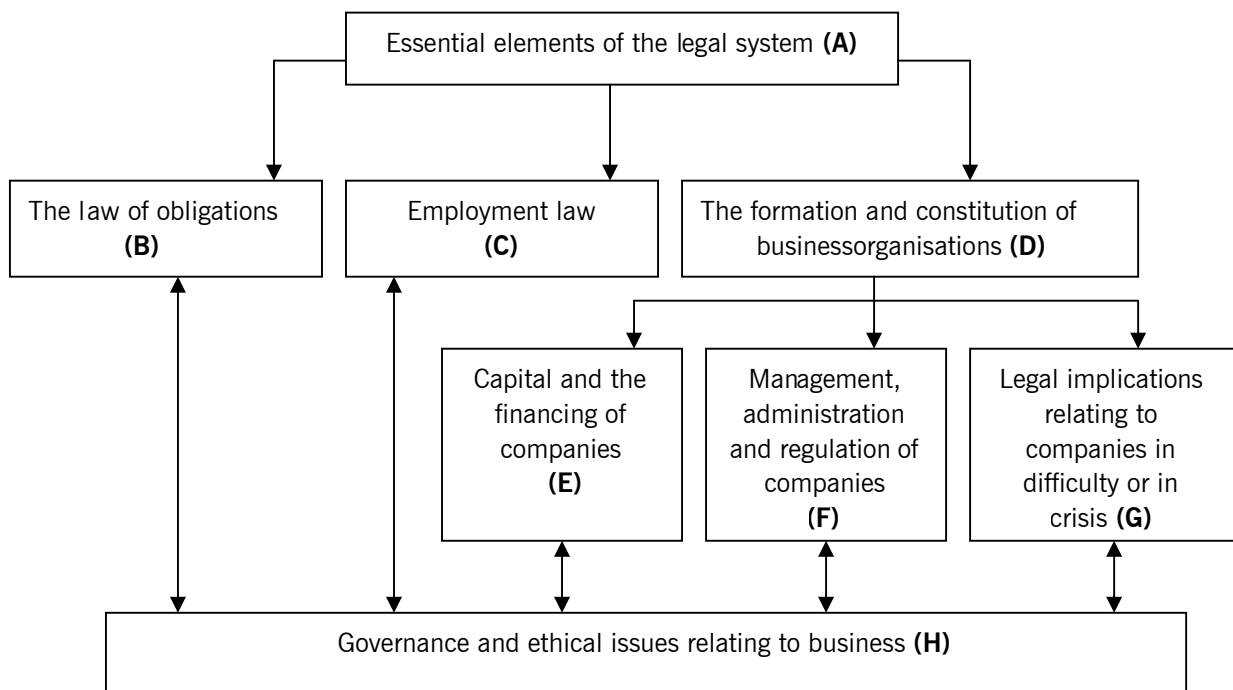 Essential elements of the legal system (A)
The law of obligations
(B)
Employment law
(C)
The formation and constitution of
businessorganisations (D)
Capital and the
financing of
companies
(E)
Management,
administration
and regulation of
companies
(F)
Legal implications
relating to
companies in
difficulty or in
crisis (G)
Governance and ethical issues relating to business (H)